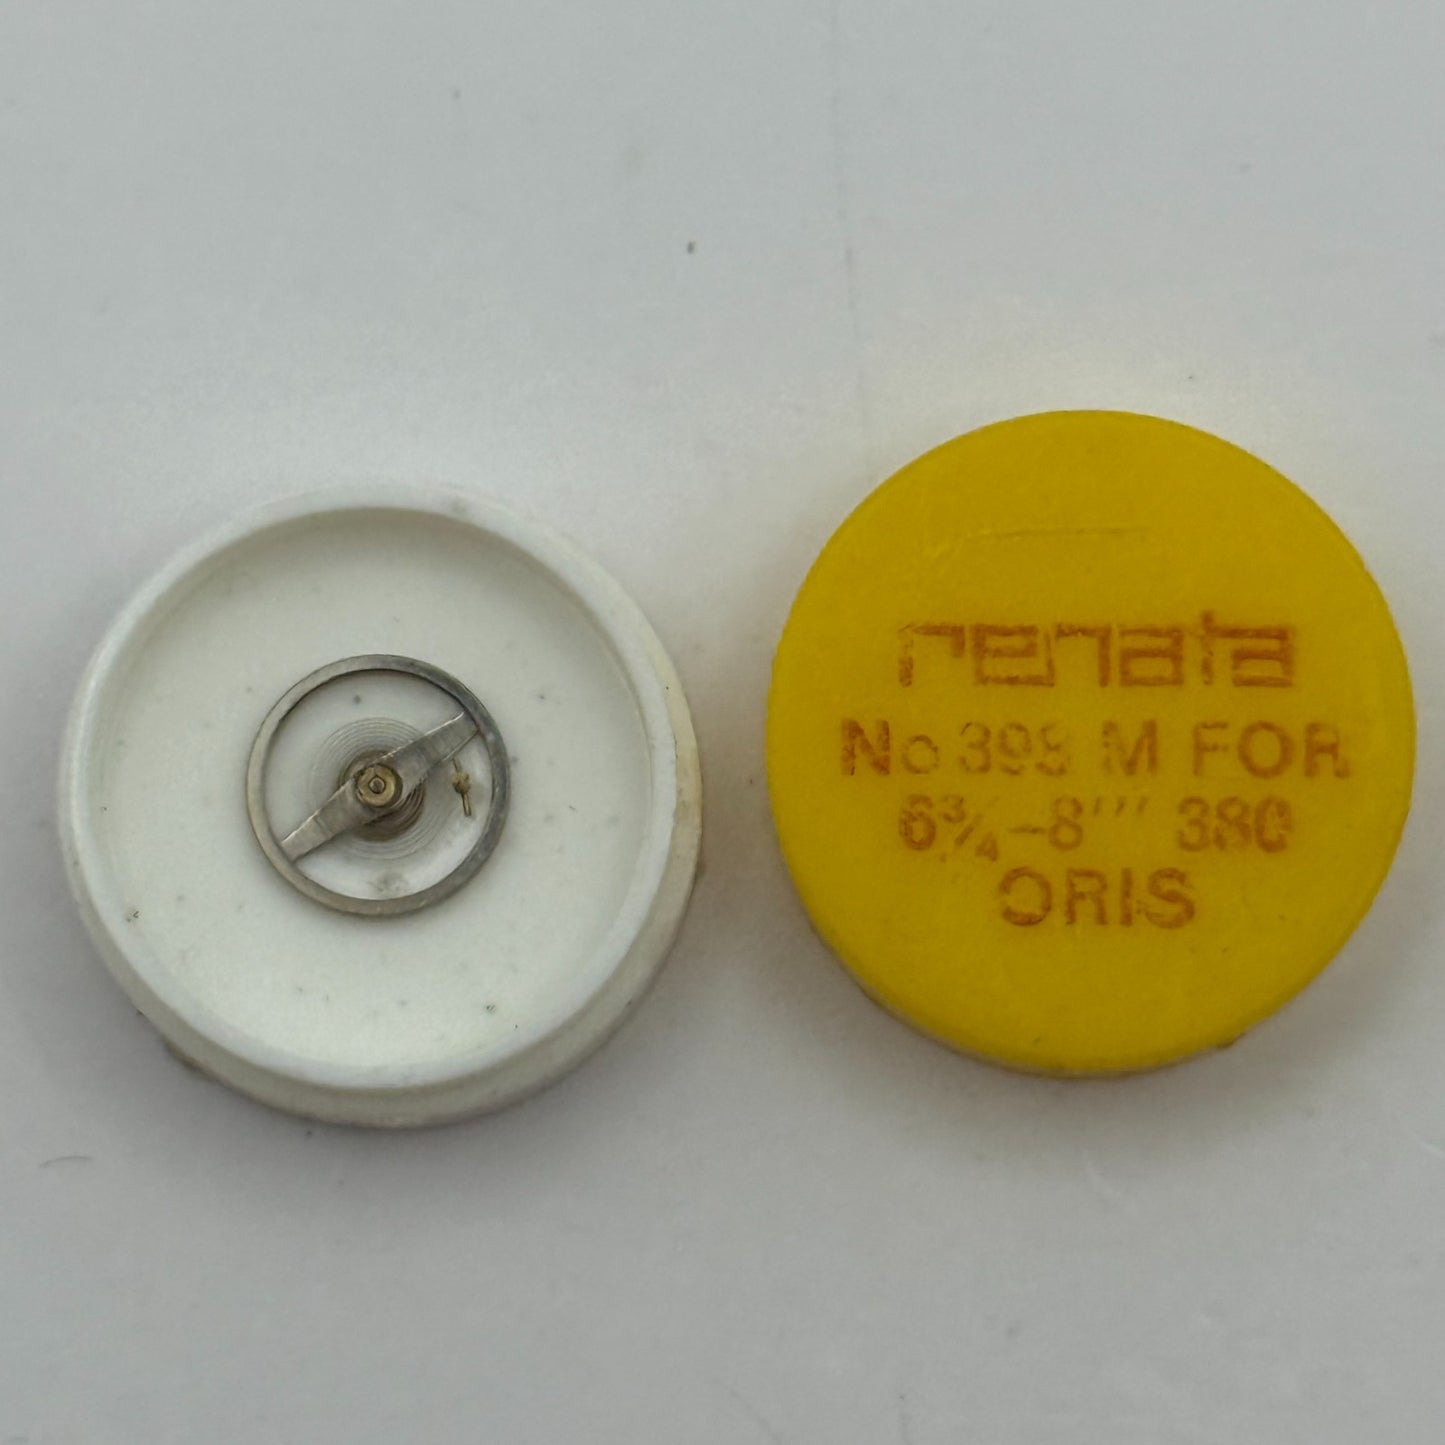 renata
No 398 M FOR
6¾–8''' 380
ORIS